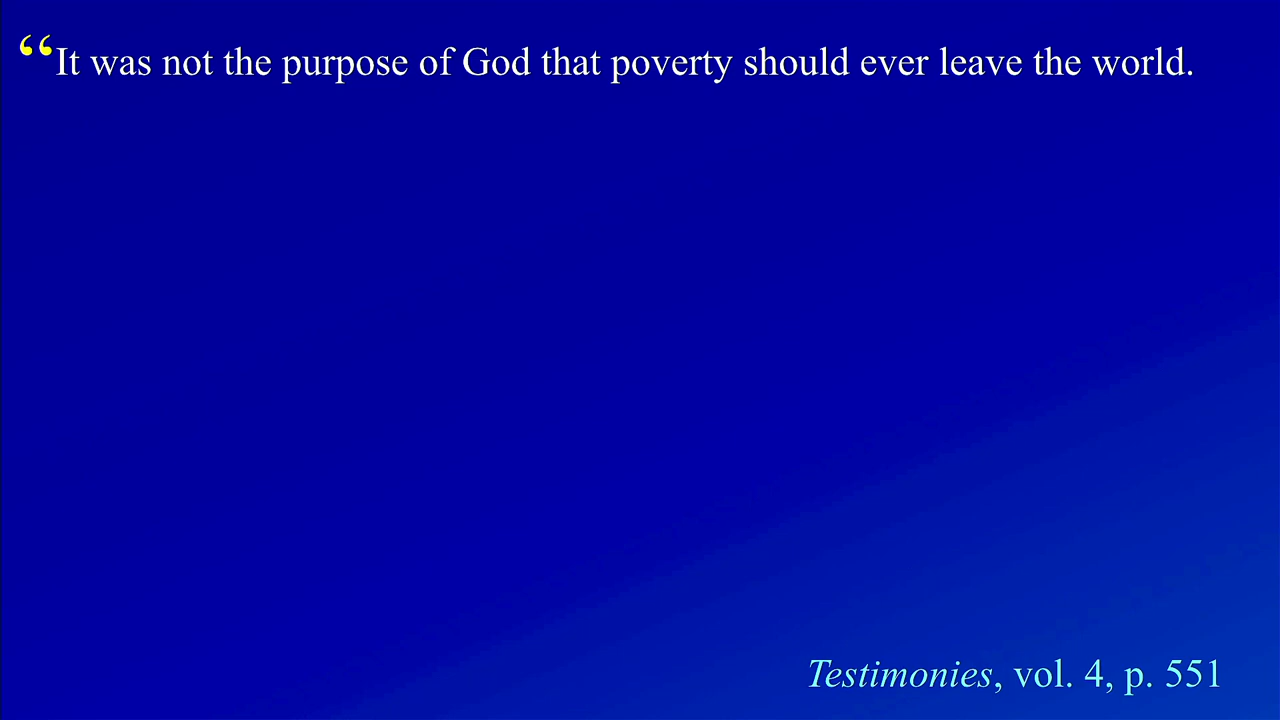 “It was not the purpose of God that poverty should ever leave the world.
Testimonies, vol. 4, p. 551